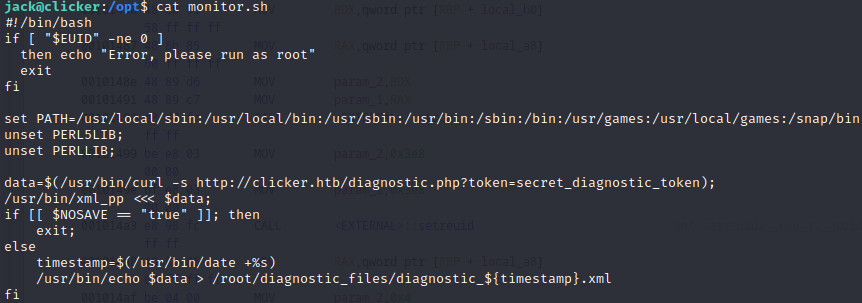 jack@clicker:/opt$ cat monitor.sh
#!/bin/bash
if [ "$EUID" -ne 0 ]
  then echo "Error, please run as root"
  exit
fi

set PATH=/usr/local/sbin:/usr/local/bin:/usr/sbin:/usr/bin:/sbin:/bin:/usr/games:/usr/local/games:/snap/bin
unset PERL5LIB;
unset PERLLIB;

data=$(/usr/bin/curl -s http://clicker.htb/diagnostic.php?token=secret_diagnostic_token);
/usr/bin/xml_pp <<< $data;
if [[ $NOSAVE == "true" ]]; then
    exit;
else
    timestamp=$(/usr/bin/date +%s)
    /usr/bin/echo $data > /root/diagnostic_files/diagnostic_${timestamp}.xml
fi